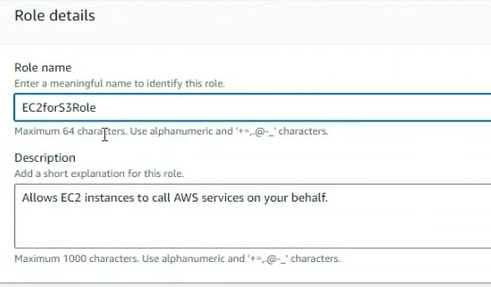 Role details
Role name
Enter a meaningful name to identify this role.
EC2forS3Role
Maximum 64 characters. Use alphanumeric and '+=,.@-_' characters.
Description
Add a short explanation for this role.
Allows EC2 instances to call AWS services on your behalf.
Maximum 1000 characters. Use alphanumeric and '+=,.@-_' characters.